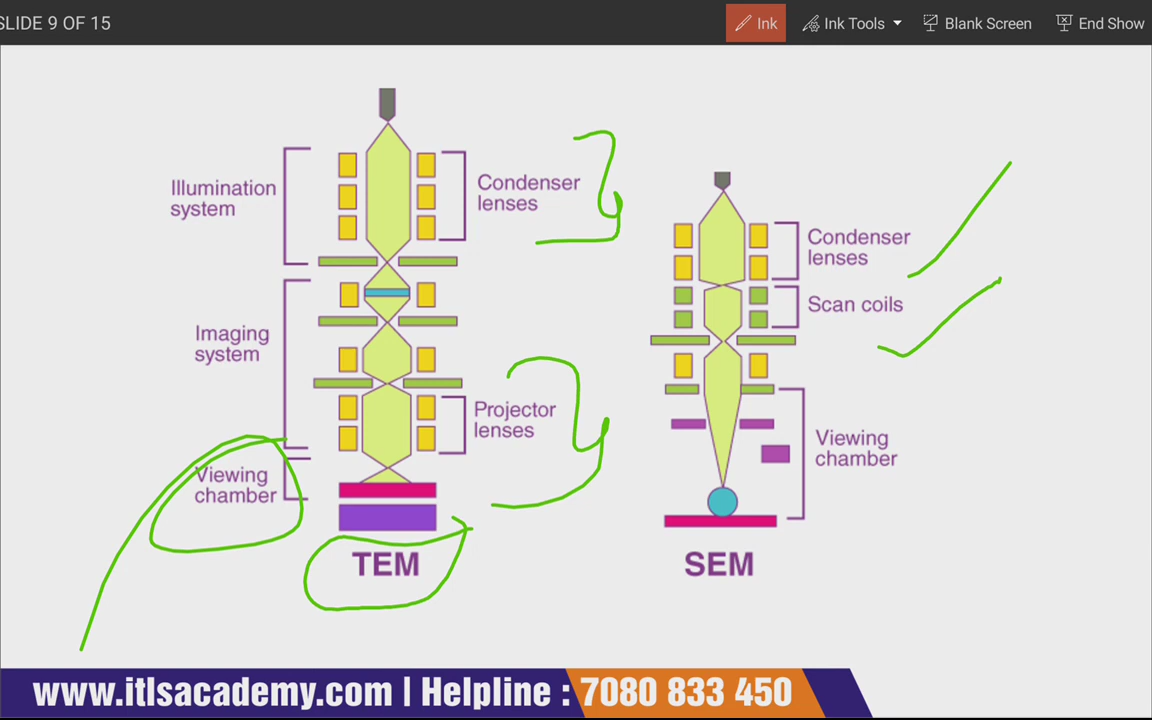 SLIDE 9 OF 15
Ink
Ink Tools
Blank Screen
End Show
Illumination
system
Condenser
lenses
Imaging
system
Projector
lenses
Viewing
chamber
TEM
Condenser
lenses
Scan coils
Viewing
chamber
SEM
www.itlsacademy.com | Helpline : 7080 833 450